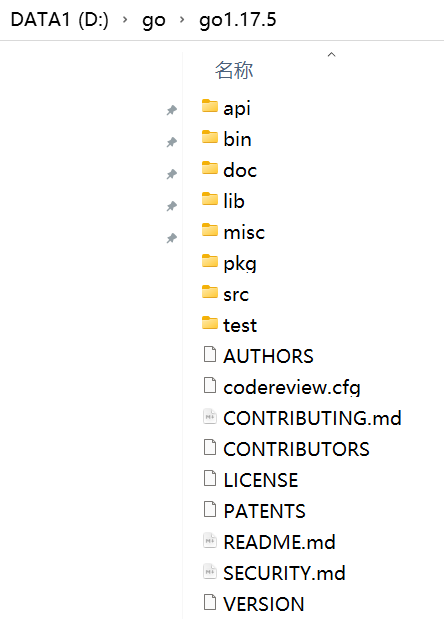 DATA1 (D:) › go › go1.17.5
名称
api
bin
doc
lib
misc
pkg
src
test
AUTHORS
codereview.cfg
CONTRIBUTING.md
CONTRIBUTORS
LICENSE
PATENTS
README.md
SECURITY.md
VERSION